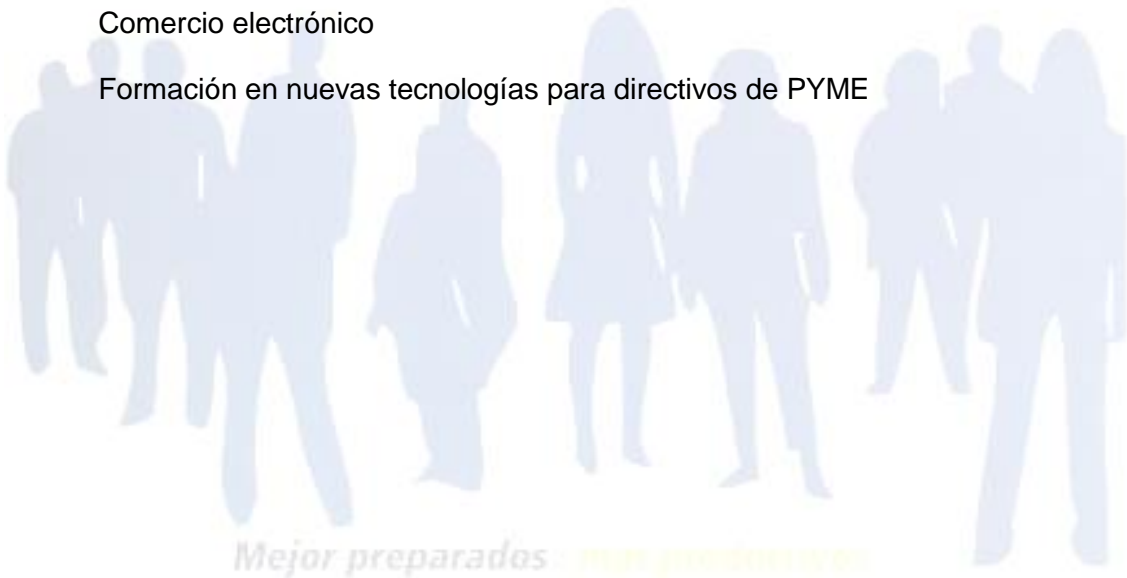 Comercio electrónico
Formación en nuevas tecnologías para directivos de PYME
Mejor preparados